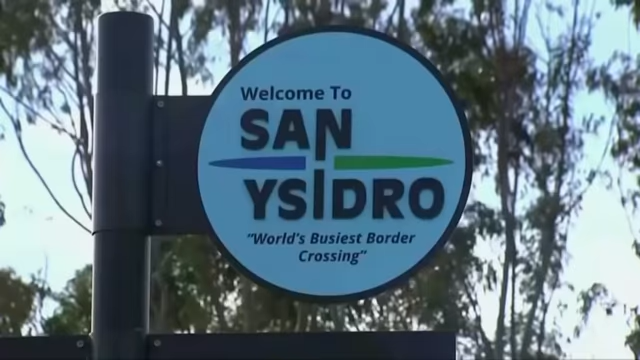 Welcome To
SAN
YSIDRO
"World's Busiest Border
Crossing"